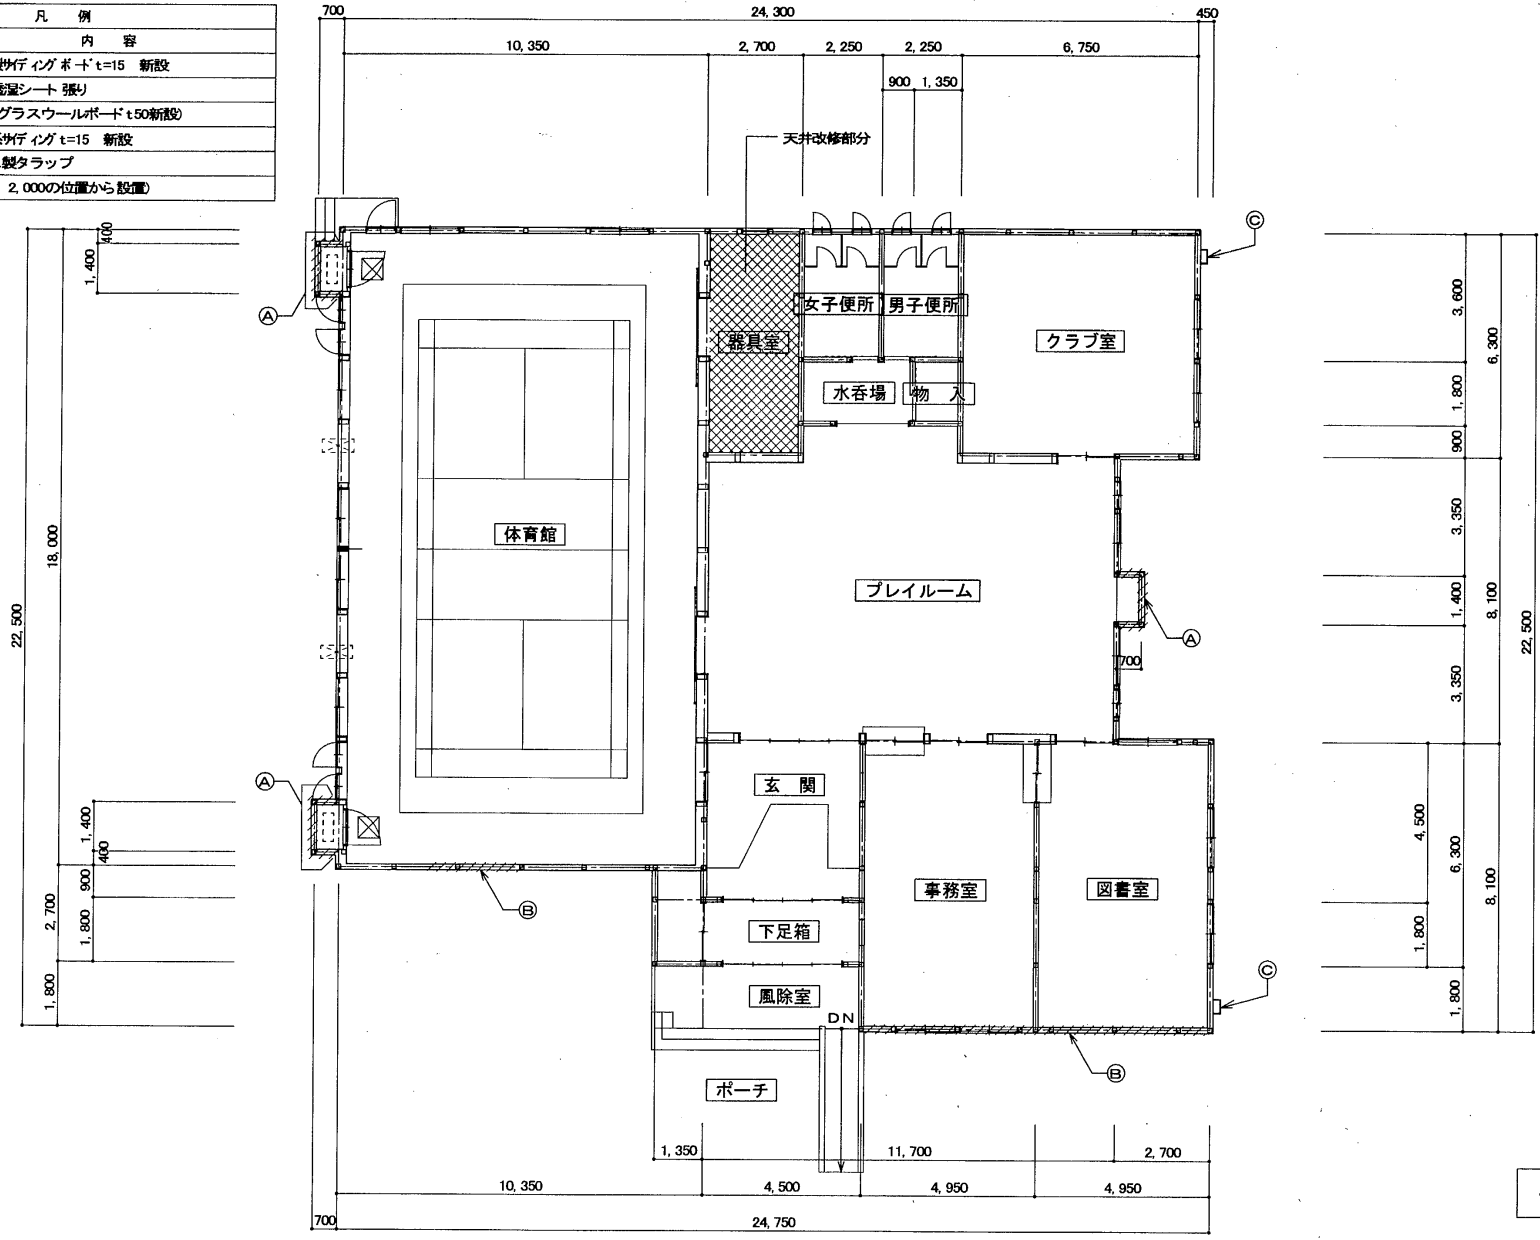 凡 例
内 容
サイディングボードt=15 新設
透湿シート張り
グラスウールボードt50新設)
サイディングt=15 新設
製タラップ
2,000の位置から設置)
700
24,300
450
10,350
2,700
2,250
2,250
6,750
900
1,350
天井改修部分
400
1,400
18,000
22,500
1,400
400
900
2,700
1,800
1,800
Ⓐ
Ⓐ
Ⓐ
Ⓑ
Ⓑ
Ⓒ
Ⓒ
器具室
女子便所
男子便所
クラブ室
水呑場
物 入
体育館
プレイルーム
700
玄 関
事務室
図書室
下足箱
風除室
DN
ポーチ
3,600
6,300
1,800
900
3,350
1,400
8,100
22,500
3,350
4,500
6,300
8,100
1,800
1,800
1,350
11,700
2,700
10,350
4,500
4,950
4,950
700
24,750